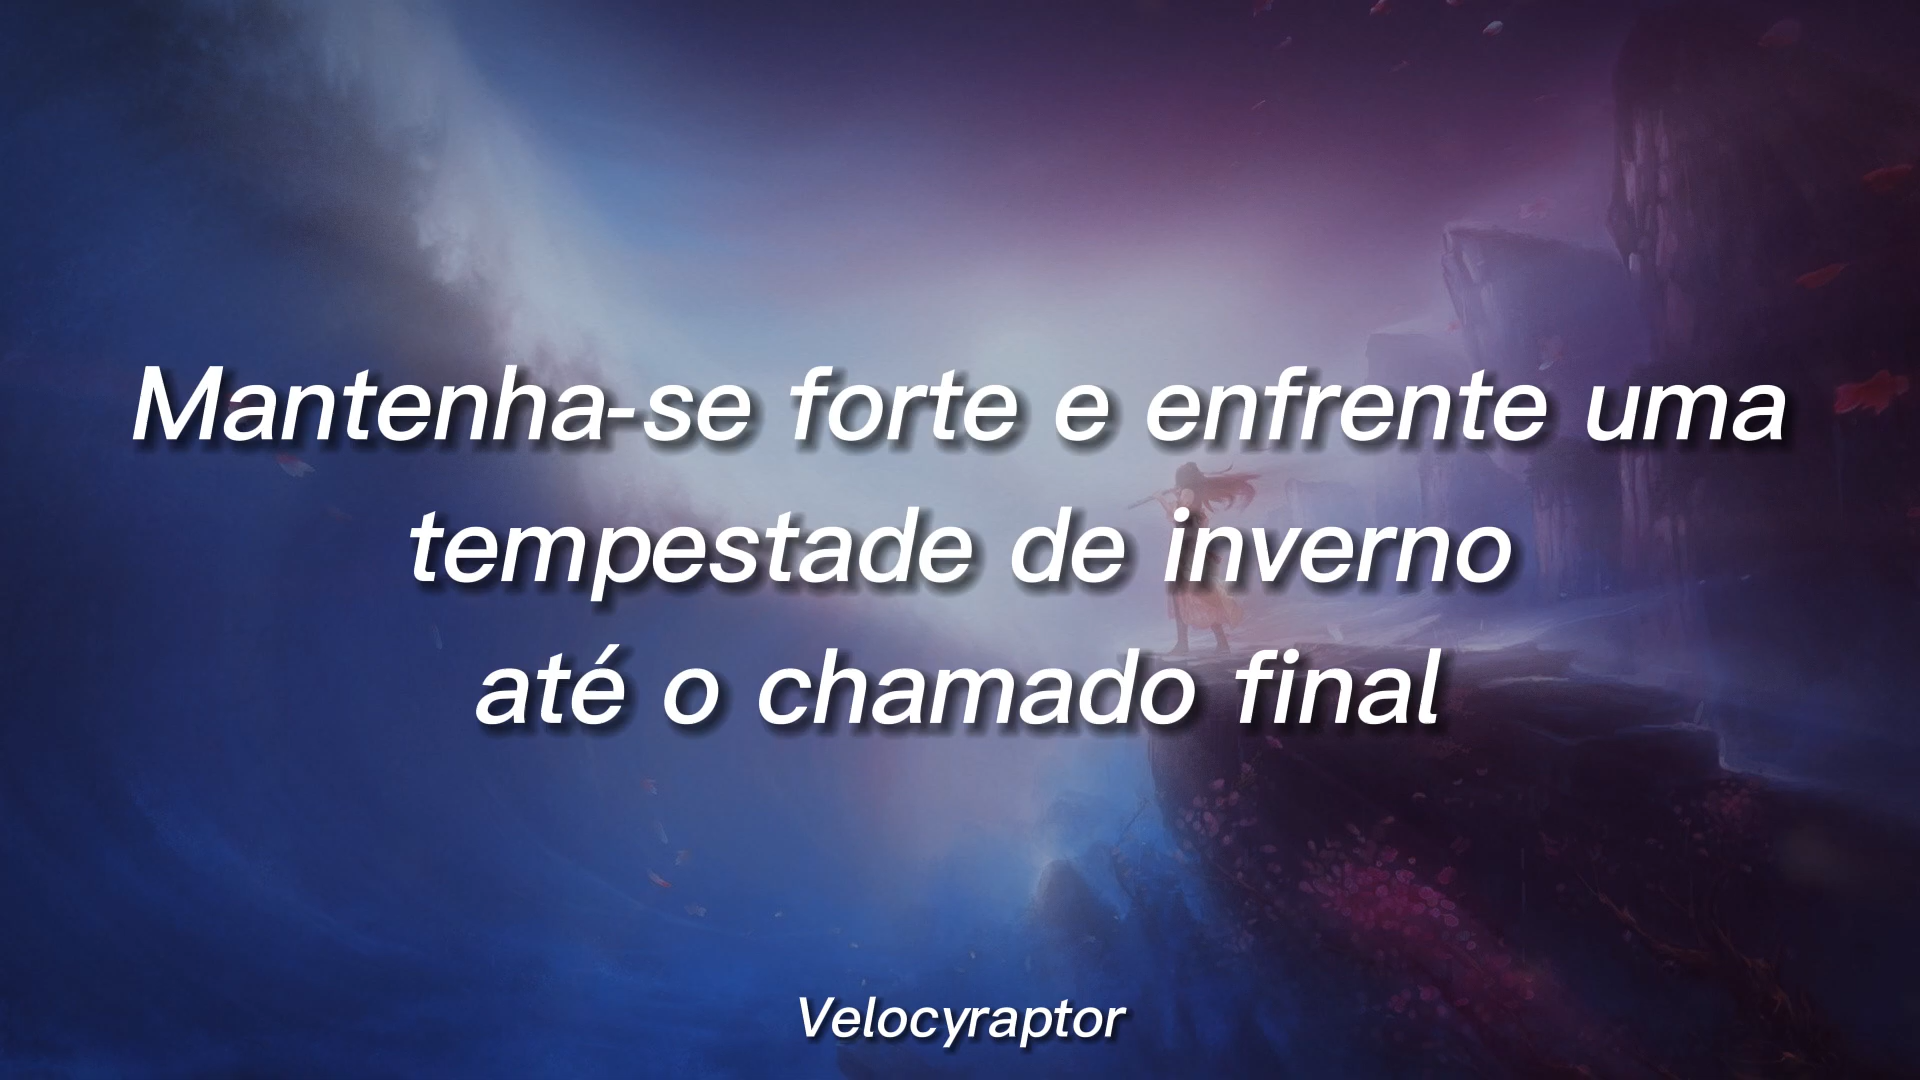 Mantenha-se forte e enfrente uma
tempestade de inverno
até o chamado final
Velocyraptor